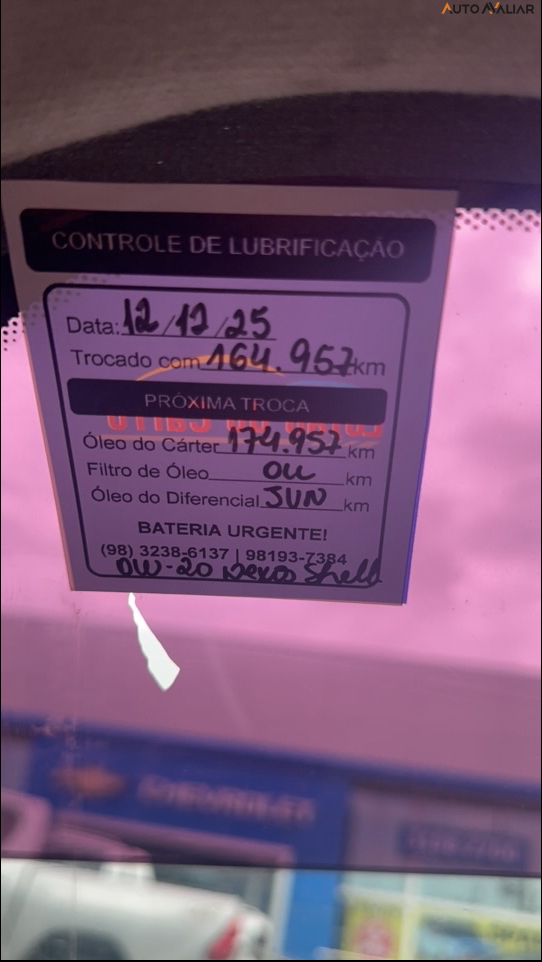 AUTO AVALIAR
CONTROLE DE LUBRIFICAÇÃO
Data: 12/12/25
Trocado com 164.957 km
PRÓXIMA TROCA
Óleo do Cárter 174.957 km
Filtro de Óleo OU km
Óleo do Diferencial JUN km
BATERIA URGENTE!
(98) 3238-6137 | 98193-7384
0W-20 Dexos Shell
CHEVROLET